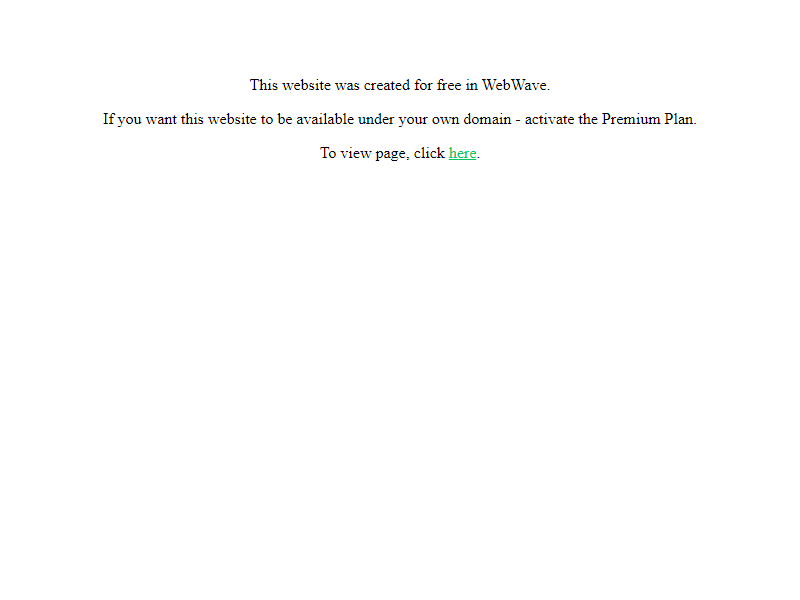 This website was created for free in WebWave.
If you want this website to be available under your own domain - activate the Premium Plan.
To view page, click here.